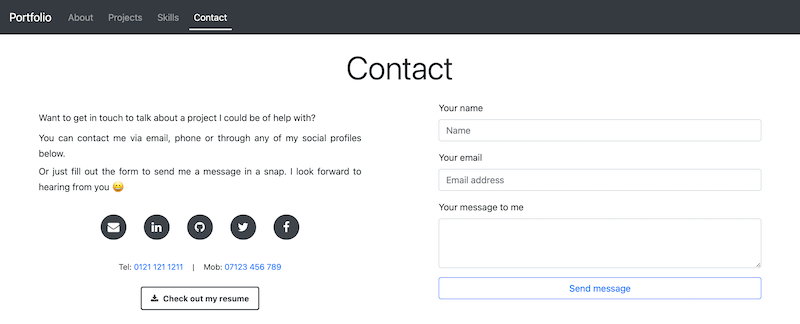 Portfolio About Projects Skills Contact
Contact
Want to get in touch to talk about a project I could be of help with?
You can contact me via email, phone or through any of my social profiles
below.
Or just fill out the form to send me a message in a snap. I look forward to
hearing from you 😄
Tel: 0121 121 1211 | Mob: 07123 456 789
Check out my resume
Your name
Name
Your email
Email address
Your message to me
Send message